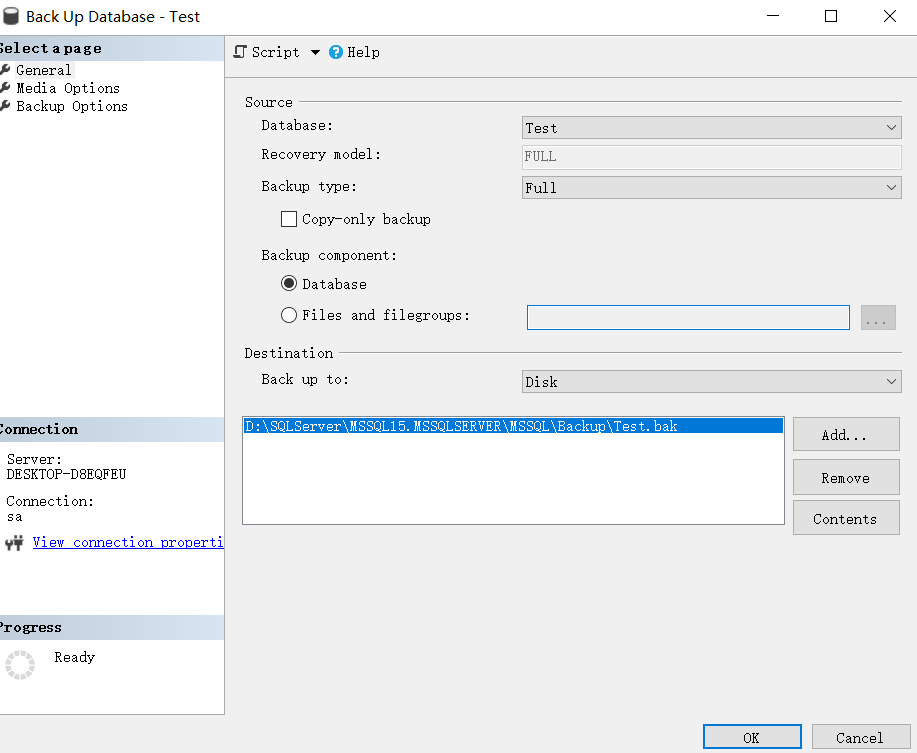 Back Up Database - Test
Select a page
General
Media Options
Backup Options
Script
Help
Source
Database:
Test
Recovery model:
FULL
Backup type:
Full
Copy-only backup
Backup component:
Database
Files and filegroups:
...
Destination
Back up to:
Disk
D:\SQLServer\MSSQL15.MSSQLSERVER\MSSQL\Backup\Test.bak
Add...
Remove
Contents
Connection
Server:
DESKTOP-D8EQFEU
Connection:
sa
View connection properti
Progress
Ready
OK
Cancel